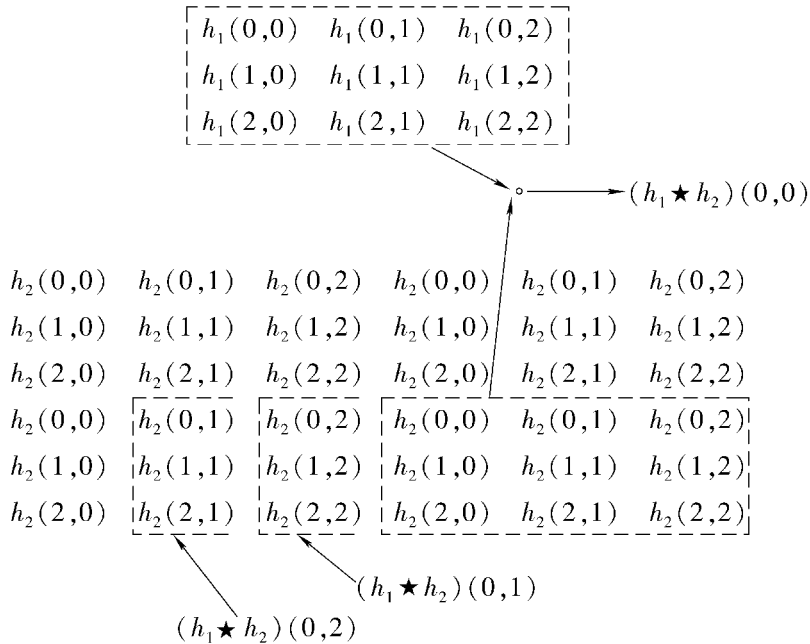 h₁(0,0) h₁(0,1) h₁(0,2)
h₁(1,0) h₁(1,1) h₁(1,2)
h₁(2,0) h₁(2,1) h₁(2,2)
(h₁★h₂)(0,0)
h₂(0,0) h₂(0,1) h₂(0,2) h₂(0,0) h₂(0,1) h₂(0,2)
h₂(1,0) h₂(1,1) h₂(1,2) h₂(1,0) h₂(1,1) h₂(1,2)
h₂(2,0) h₂(2,1) h₂(2,2) h₂(2,0) h₂(2,1) h₂(2,2)
h₂(0,0) h₂(0,1) h₂(0,2) h₂(0,0) h₂(0,1) h₂(0,2)
h₂(1,0) h₂(1,1) h₂(1,2) h₂(1,0) h₂(1,1) h₂(1,2)
h₂(2,0) h₂(2,1) h₂(2,2) h₂(2,0) h₂(2,1) h₂(2,2)
(h₁★h₂)(0,1)
(h₁★h₂)(0,2)